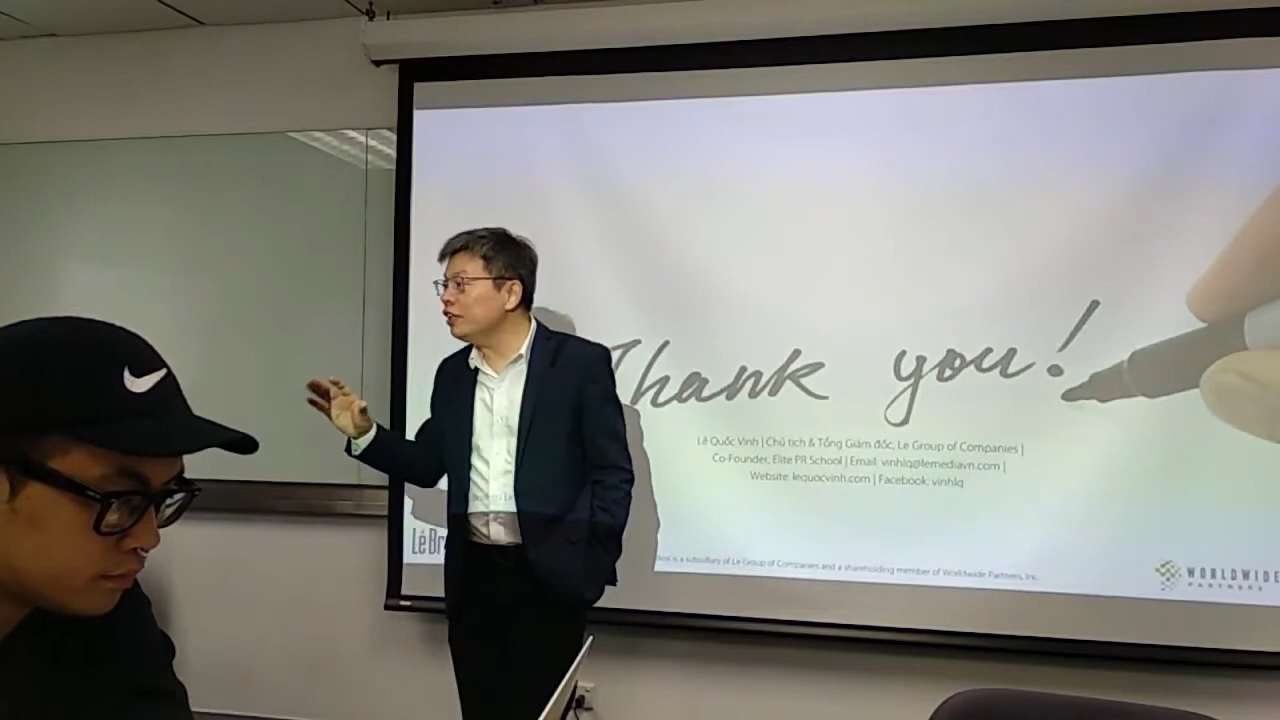 Thank you!
Lê Quốc Vinh | Chủ tịch & Tổng Giám đốc, Le Group of Companies |
Co-Founder, Elite PR School | Email: vinhlq@lemediavn.com |
Website: lequocvinh.com | Facebook: vinhlq
LêBr
is a subsidiary of Le Group of Companies and a shareholding member of Worldwide Partners, Inc.
WORLDWIDE
PARTNERS